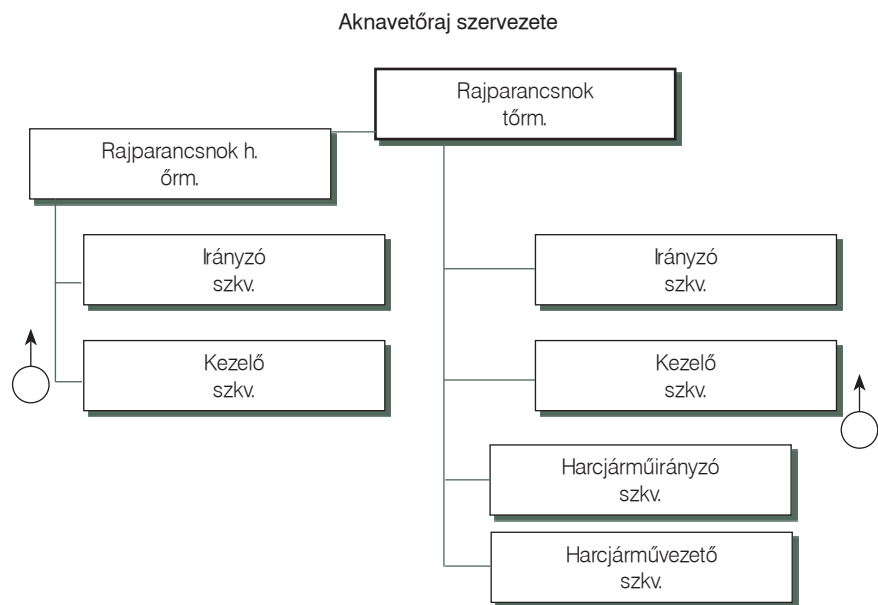 Aknavetőraj szervezete
Rajparancsnok
tőrm.
Rajparancsnok h.
őrm.
Irányzó
szkv.
Irányzó
szkv.
Kezelő
szkv.
Kezelő
szkv.
Harcjárműirányzó
szkv.
Harcjárművezető
szkv.